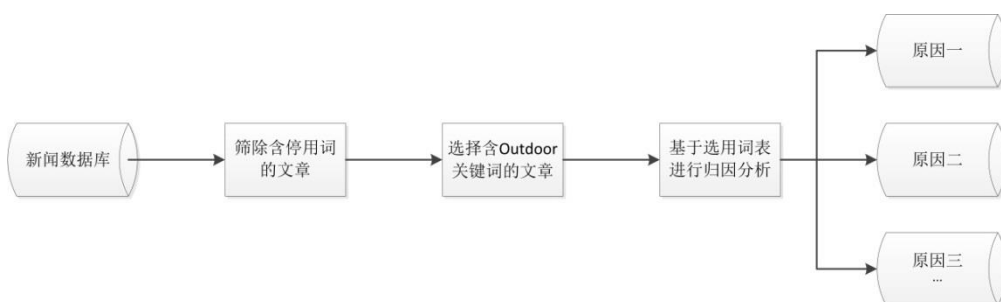 新闻数据库
筛除含停用词
的文章
选择含Outdoor
关键词的文章
基于选用词表
进行归因分析
原因一
原因二
原因三
...